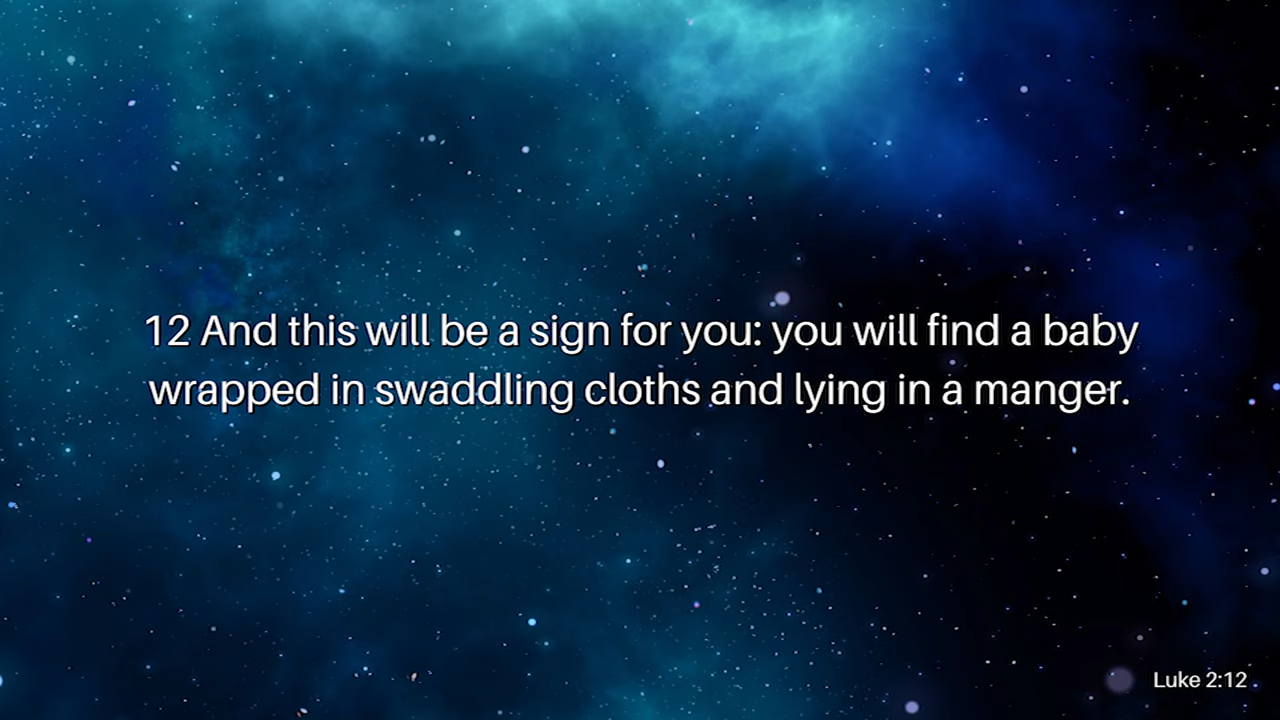 12 And this will be a sign for you: you will find a baby
wrapped in swaddling cloths and lying in a manger.
Luke 2:12